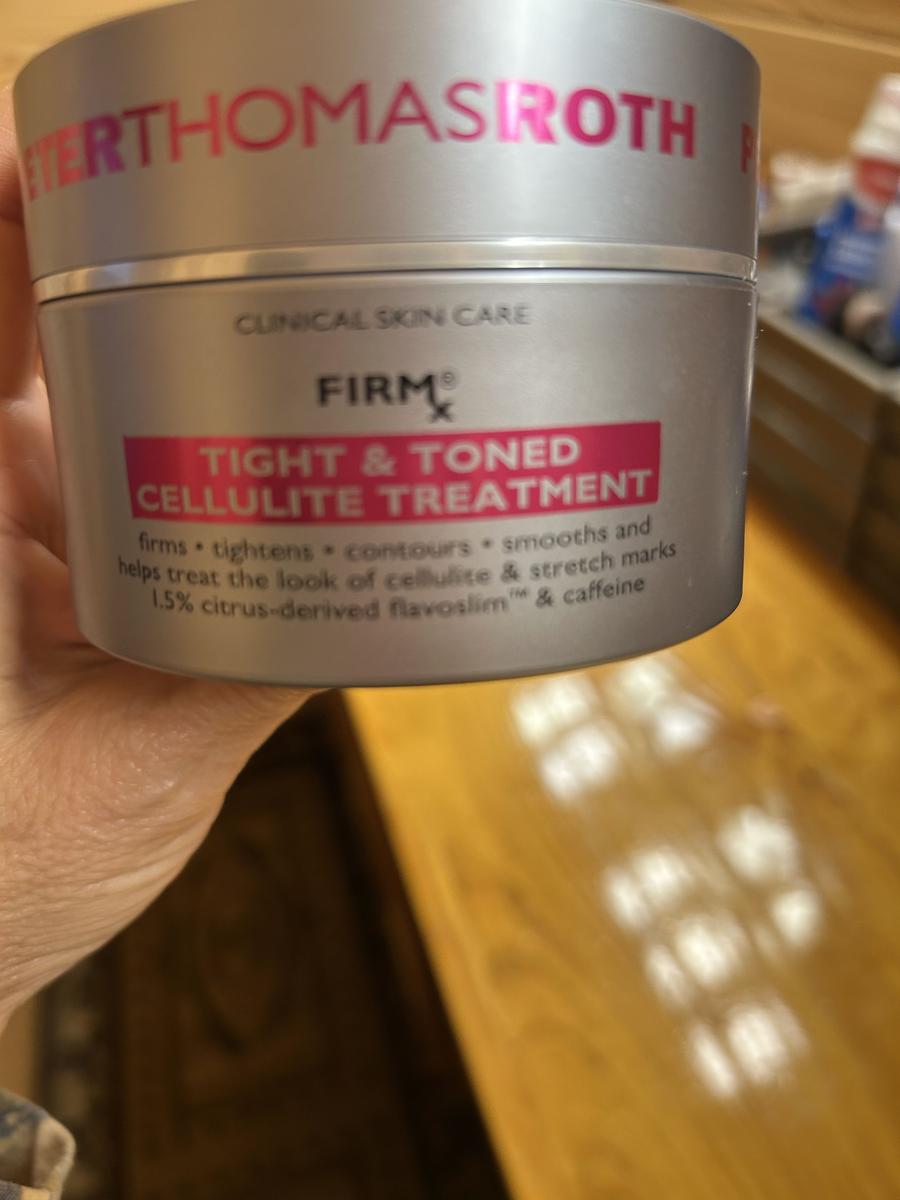 ETERTHOMASROTH P
CLINICAL SKIN CARE
FIRMx®
TIGHT & TONED
CELLULITE TREATMENT
firms • tightens • contours • smooths and
helps treat the look of cellulite & stretch marks
1.5% citrus-derived flavoslim™ & caffeine